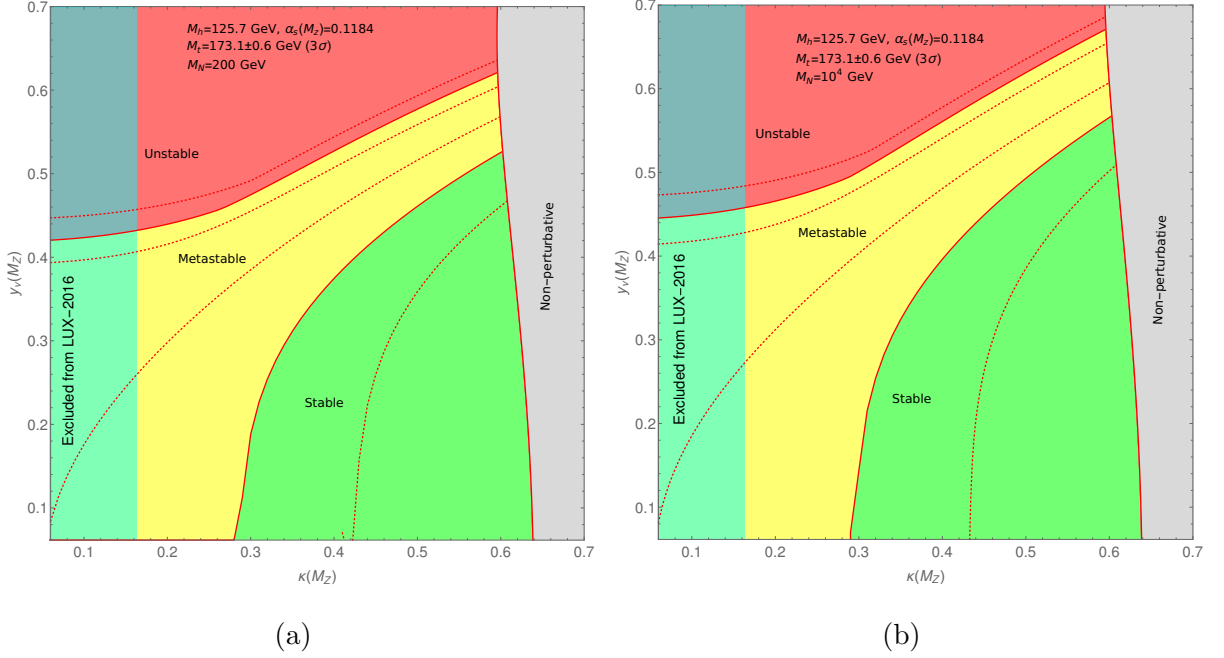 M_h=125.7 GeV, α_s(M_z)=0.1184
M_t=173.1±0.6 GeV (3σ)
M_N=200 GeV
Unstable
Metastable
Stable
Excluded from LUX-2016
Non-perturbative
0.7
0.6
0.5
0.4
0.3
0.2
0.1
y_ν(M_Z)
0.1 0.2 0.3 0.4 0.5 0.6 0.7
κ(M_Z)
(a)
M_h=125.7 GeV, α_s(M_z)=0.1184
M_t=173.1±0.6 GeV (3σ)
M_N=10^4 GeV
Unstable
Metastable
Stable
Excluded from LUX-2016
Non-perturbative
0.7
0.6
0.5
0.4
0.3
0.2
0.1
y_ν(M_Z)
0.1 0.2 0.3 0.4 0.5 0.6 0.7
κ(M_Z)
(b)